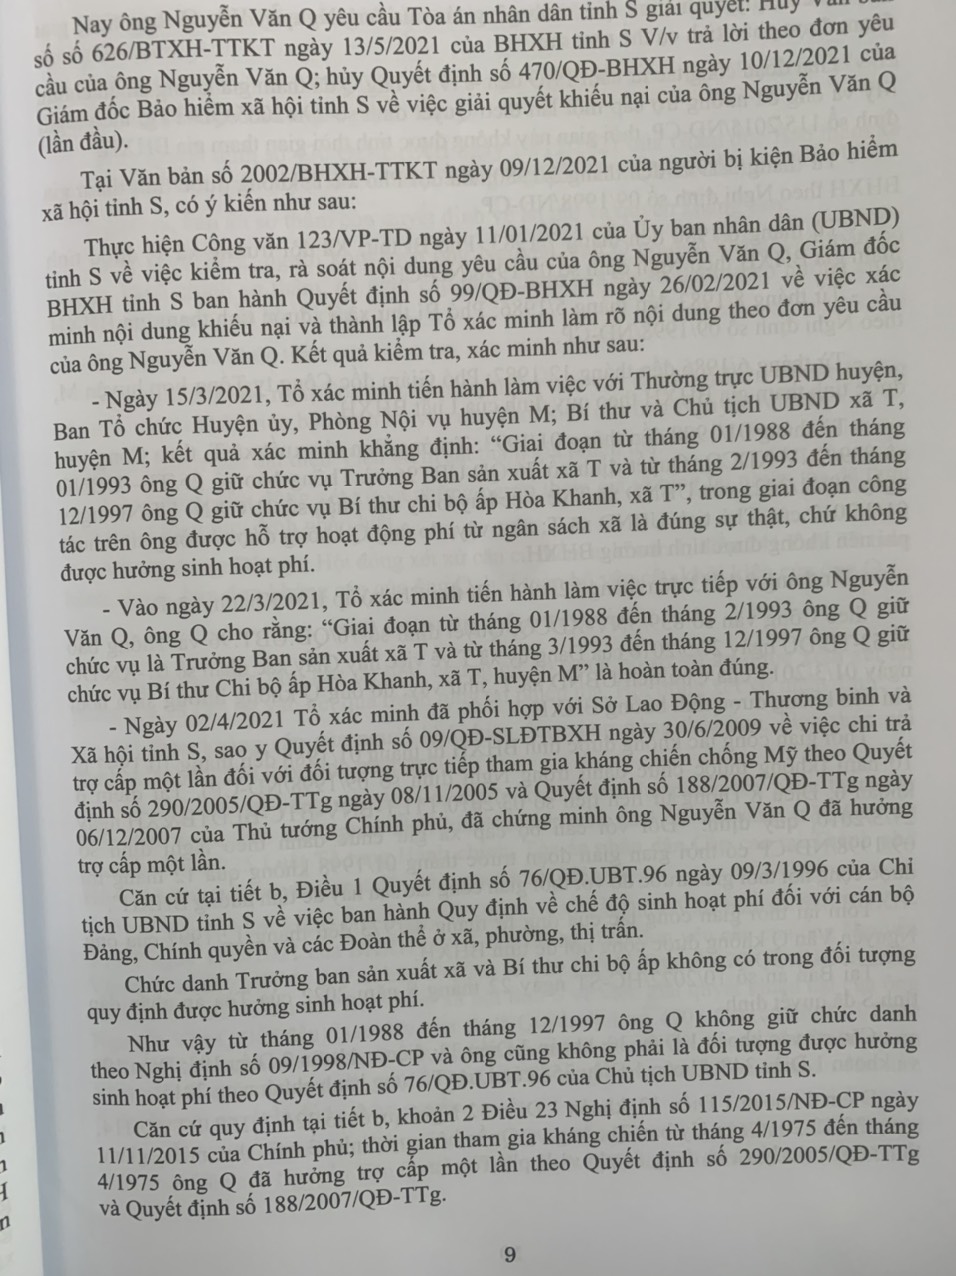 Nay ông Nguyễn Văn Q yêu cầu Tòa án nhân dân tỉnh S giải quyết: Hủy
số số 626/BTXH-TTKT ngày 13/5/2021 của BHXH tỉnh S V/v trả lời theo đơn yêu
cầu của ông Nguyễn Văn Q; hủy Quyết định số 470/QĐ-BHXH ngày 10/12/2021 của
Giám đốc Bảo hiểm xã hội tỉnh S về việc giải quyết khiếu nại của ông Nguyễn Văn Q
(lần đầu).
Tại Văn bản số 2002/BHXH-TTKT ngày 09/12/2021 của người bị kiện Bảo hiểm
xã hội tỉnh S, có ý kiến như sau:
Thực hiện Công văn 123/VP-TD ngày 11/01/2021 của Ủy ban nhân dân (UBND)
tỉnh S về việc kiểm tra, rà soát nội dung yêu cầu của ông Nguyễn Văn Q, Giám đốc
BHXH tỉnh S ban hành Quyết định số 99/QĐ-BHXH ngày 26/02/2021 về việc xác
minh nội dung khiếu nại và thành lập Tổ xác minh làm rõ nội dung theo đơn yêu cầu
của ông Nguyễn Văn Q. Kết quả kiểm tra, xác minh như sau:
- Ngày 15/3/2021, Tổ xác minh tiến hành làm việc với Thường trực UBND huyện,
Ban Tổ chức Huyện ủy, Phòng Nội vụ huyện M; Bí thư và Chủ tịch UBND xã T,
huyện M; kết quả xác minh khẳng định: “Giai đoạn từ tháng 01/1988 đến tháng
01/1993 ông Q giữ chức vụ Trưởng Ban sản xuất xã T và từ tháng 2/1993 đến tháng
12/1997 ông Q giữ chức vụ Bí thư chi bộ ấp Hòa Khanh, xã T”, trong giai đoạn công
tác trên ông được hỗ trợ hoạt động phí từ ngân sách xã là đúng sự thật, chứ không
được hưởng sinh hoạt phí.
- Vào ngày 22/3/2021, Tổ xác minh tiến hành làm việc trực tiếp với ông Nguyễn
Văn Q, ông Q cho rằng: “Giai đoạn từ tháng 01/1988 đến tháng 2/1993 ông Q giữ
chức vụ là Trưởng Ban sản xuất xã T và từ tháng 3/1993 đến tháng 12/1997 ông Q giữ
chức vụ Bí thư Chi bộ ấp Hòa Khanh, xã T, huyện M” là hoàn toàn đúng.
- Ngày 02/4/2021 Tổ xác minh đã phối hợp với Sở Lao Động - Thương binh và
Xã hội tỉnh S, sao y Quyết định số 09/QĐ-SLĐTBXH ngày 30/6/2009 về việc chi trả
trợ cấp một lần đối với đối tượng trực tiếp tham gia kháng chiến chống Mỹ theo Quyết
định số 290/2005/QĐ-TTg ngày 08/11/2005 và Quyết định số 188/2007/QĐ-TTg ngày
06/12/2007 của Thủ tướng Chính phủ, đã chứng minh ông Nguyễn Văn Q đã hưởng
trợ cấp một lần.
Căn cứ tại tiết b, Điều 1 Quyết định số 76/QĐ.UBT.96 ngày 09/3/1996 của Chỉ
tịch UBND tỉnh S về việc ban hành Quy định về chế độ sinh hoạt phí đối với cán bộ
Đảng, Chính quyền và các Đoàn thể ở xã, phường, thị trấn.
Chức danh Trưởng ban sản xuất xã và Bí thư chi bộ ấp không có trong đối tượng
quy định được hưởng sinh hoạt phí.
Như vậy từ tháng 01/1988 đến tháng 12/1997 ông Q không giữ chức danh
theo Nghị định số 09/1998/NĐ-CP và ông cũng không phải là đối tượng được hưởng
sinh hoạt phí theo Quyết định số 76/QĐ.UBT.96 của Chủ tịch UBND tỉnh S.
Căn cứ quy định tại tiết b, khoản 2 Điều 23 Nghị định số 115/2015/NĐ-CP ngày
11/11/2015 của Chính phủ; thời gian tham gia kháng chiến từ tháng 4/1975 đến tháng
4/1975 ông Q đã hưởng trợ cấp một lần theo Quyết định số 290/2005/QĐ-TTg
và Quyết định số 188/2007/QĐ-TTg.
9